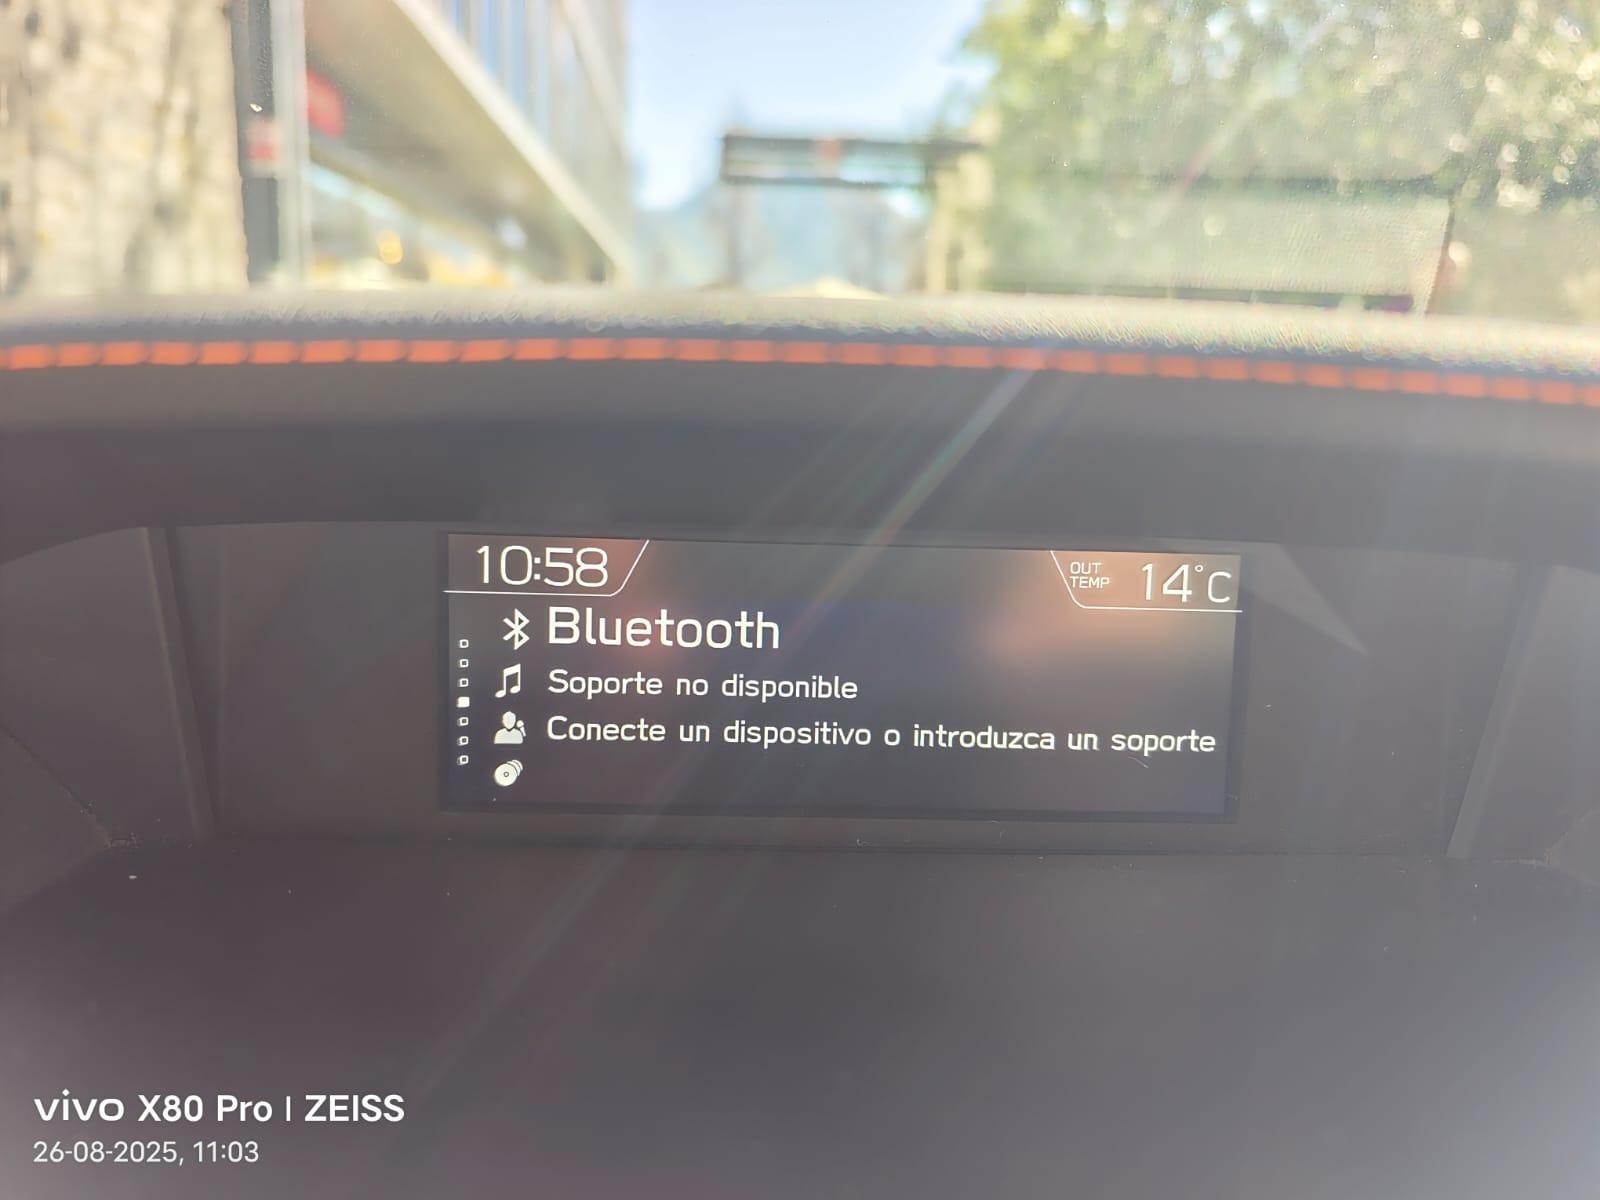 10:58
OUT
TEMP
14°C
Bluetooth
Soporte no disponible
Conecte un dispositivo o introduzca un soporte
vivo X80 Pro | ZEISS
26-08-2025, 11:03